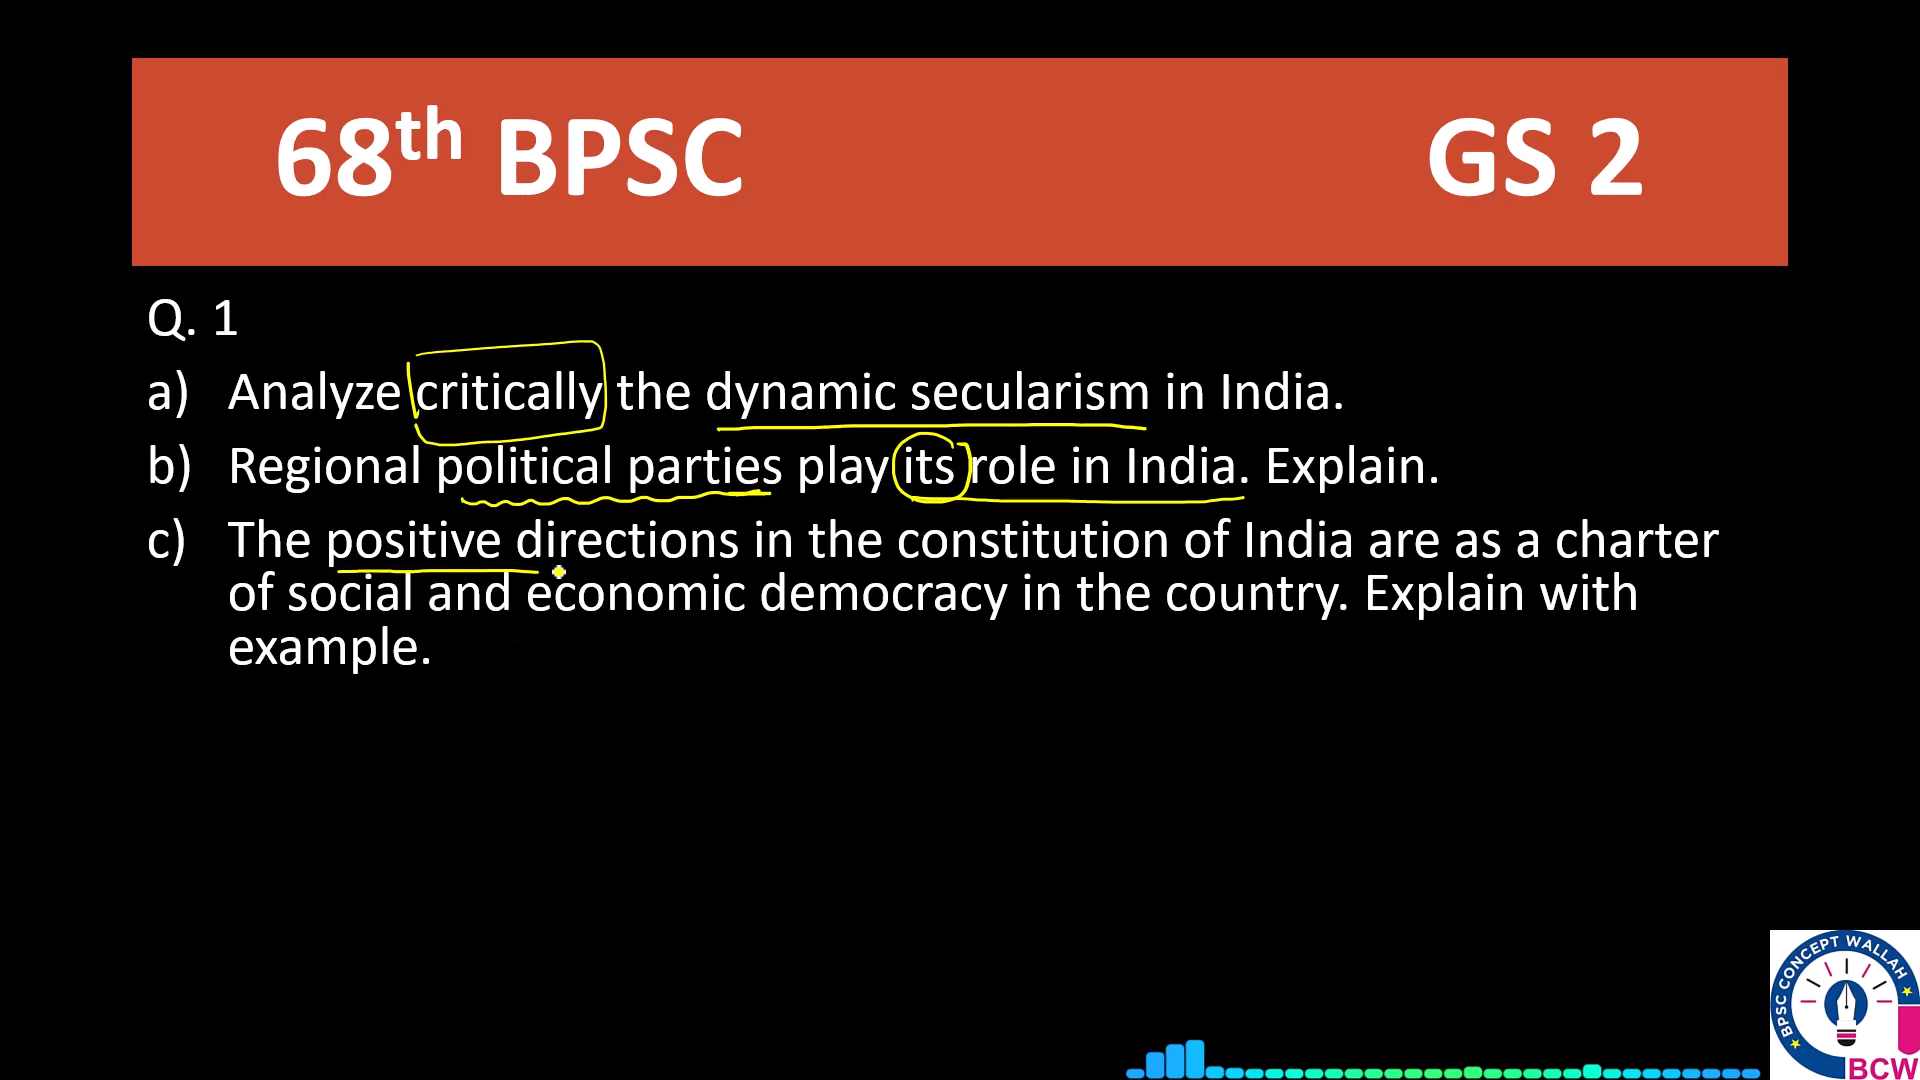 68th BPSC GS 2
Q. 1
a) Analyze critically the dynamic secularism in India.
b) Regional political parties play its role in India. Explain.
c) The positive directions in the constitution of India are as a charter
of social and economic democracy in the country. Explain with
example.
BPSC CONCEPT WALLAH
BCW